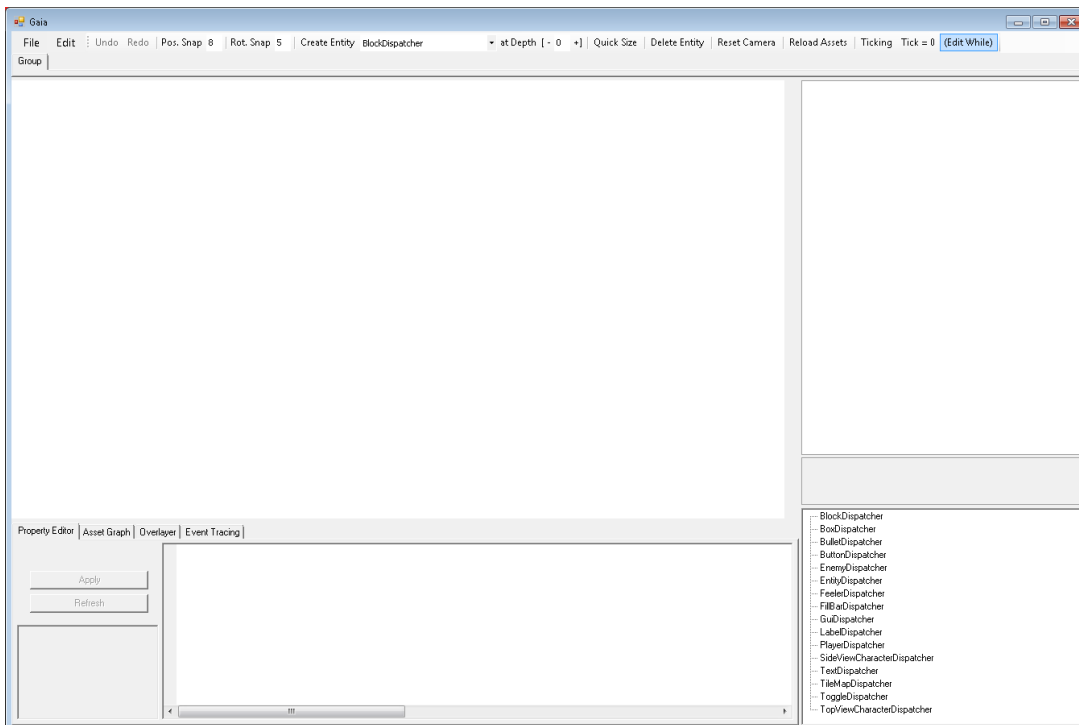 Gaia
File Edit Undo Redo Pos. Snap 8 Rot. Snap 5 Create Entity BlockDispatcher at Depth [ - 0 +] Quick Size Delete Entity Reset Camera Reload Assets Ticking Tick = 0 (Edit While)
Group
Property Editor Asset Graph Overlayer Event Tracing
Apply
Refresh
BlockDispatcher
BoxDispatcher
BulletDispatcher
ButtonDispatcher
EnemyDispatcher
EntityDispatcher
FeelerDispatcher
FillBarDispatcher
GuiDispatcher
LabelDispatcher
PlayerDispatcher
SideViewCharacterDispatcher
TextDispatcher
TileMapDispatcher
ToggleDispatcher
TopViewCharacterDispatcher